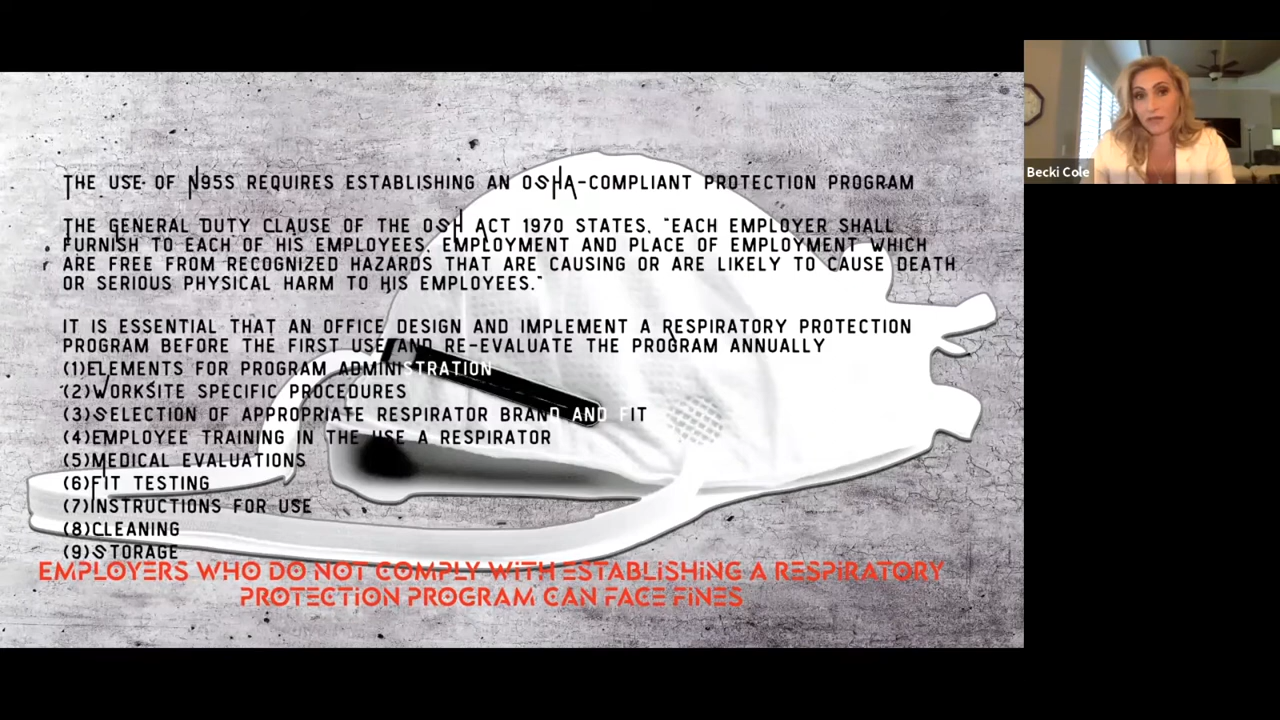 THE USE OF N95S REQUIRES ESTABLISHING AN OSHA-COMPLIANT PROTECTION PROGRAM
THE GENERAL DUTY CLAUSE OF THE OSH ACT 1970 STATES, "EACH EMPLOYER SHALL
FURNISH TO EACH OF HIS EMPLOYEES, EMPLOYMENT AND PLACE OF EMPLOYMENT WHICH
ARE FREE FROM RECOGNIZED HAZARDS THAT ARE CAUSING OR ARE LIKELY TO CAUSE DEATH
OR SERIOUS PHYSICAL HARM TO HIS EMPLOYEES."
IT IS ESSENTIAL THAT AN OFFICE DESIGN AND IMPLEMENT A RESPIRATORY PROTECTION
PROGRAM BEFORE THE FIRST USE AND RE-EVALUATE THE PROGRAM ANNUALLY
(1)ELEMENTS FOR PROGRAM ADMINISTRATION
(2)WORKSITE SPECIFIC PROCEDURES
(3)SELECTION OF APPROPRIATE RESPIRATOR BRAND AND FIT
(4)EMPLOYEE TRAINING IN THE USE A RESPIRATOR
(5)MEDICAL EVALUATIONS
(6)FIT TESTING
(7)INSTRUCTIONS FOR USE
(8)CLEANING
(9)STORAGE
EMPLOYERS WHO DO NOT COMPLY WITH ESTABLISHING A RESPIRATORY
PROTECTION PROGRAM CAN FACE FINES
Becki Cole